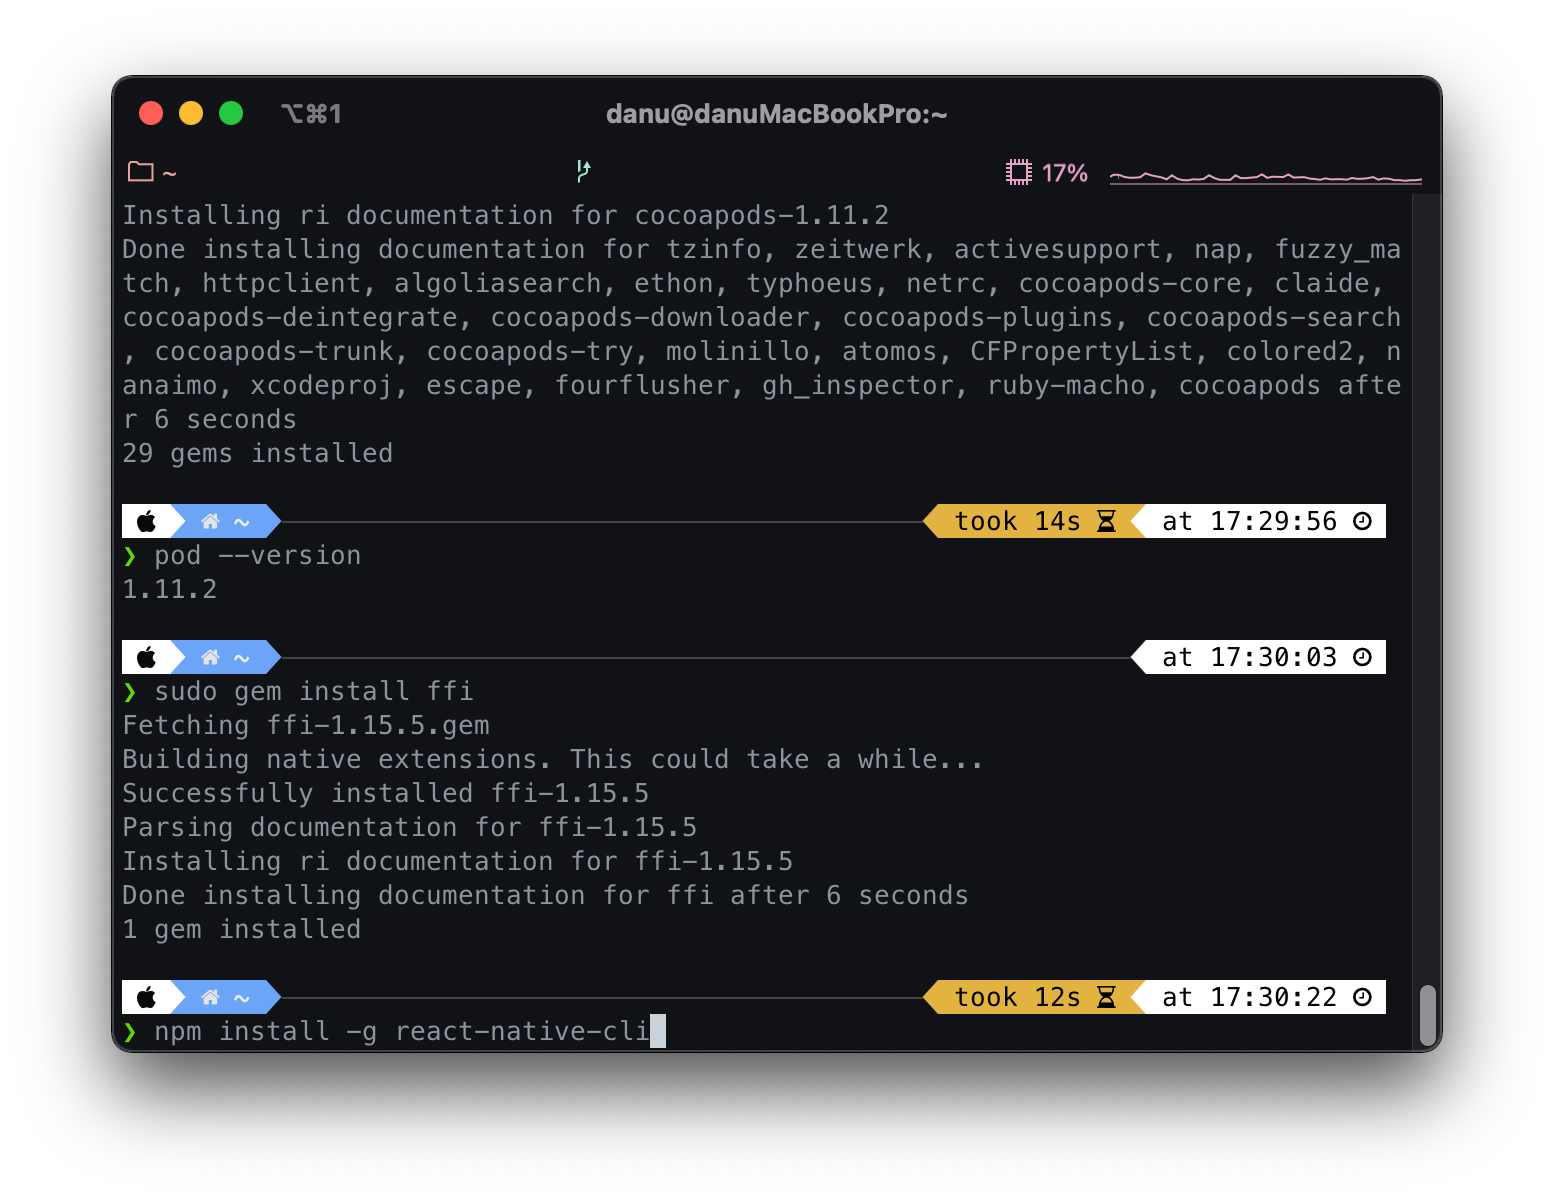 ⌥⌘1 danu@danuMacBookPro:~
~ 17%
Installing ri documentation for cocoapods-1.11.2
Done installing documentation for tzinfo, zeitwerk, activesupport, nap, fuzzy_ma
tch, httpclient, algoliasearch, ethon, typhoeus, netrc, cocoapods-core, claide,
cocoapods-deintegrate, cocoapods-downloader, cocoapods-plugins, cocoapods-search
, cocoapods-trunk, cocoapods-try, molinillo, atomos, CFPropertyList, colored2, n
anaimo, xcodeproj, escape, fourflusher, gh_inspector, ruby-macho, cocoapods afte
r 6 seconds
29 gems installed
~ took 14s at 17:29:56
❯ pod --version
1.11.2
~ at 17:30:03
❯ sudo gem install ffi
Fetching ffi-1.15.5.gem
Building native extensions. This could take a while...
Successfully installed ffi-1.15.5
Parsing documentation for ffi-1.15.5
Installing ri documentation for ffi-1.15.5
Done installing documentation for ffi after 6 seconds
1 gem installed
~ took 12s at 17:30:22
❯ npm install -g react-native-cli